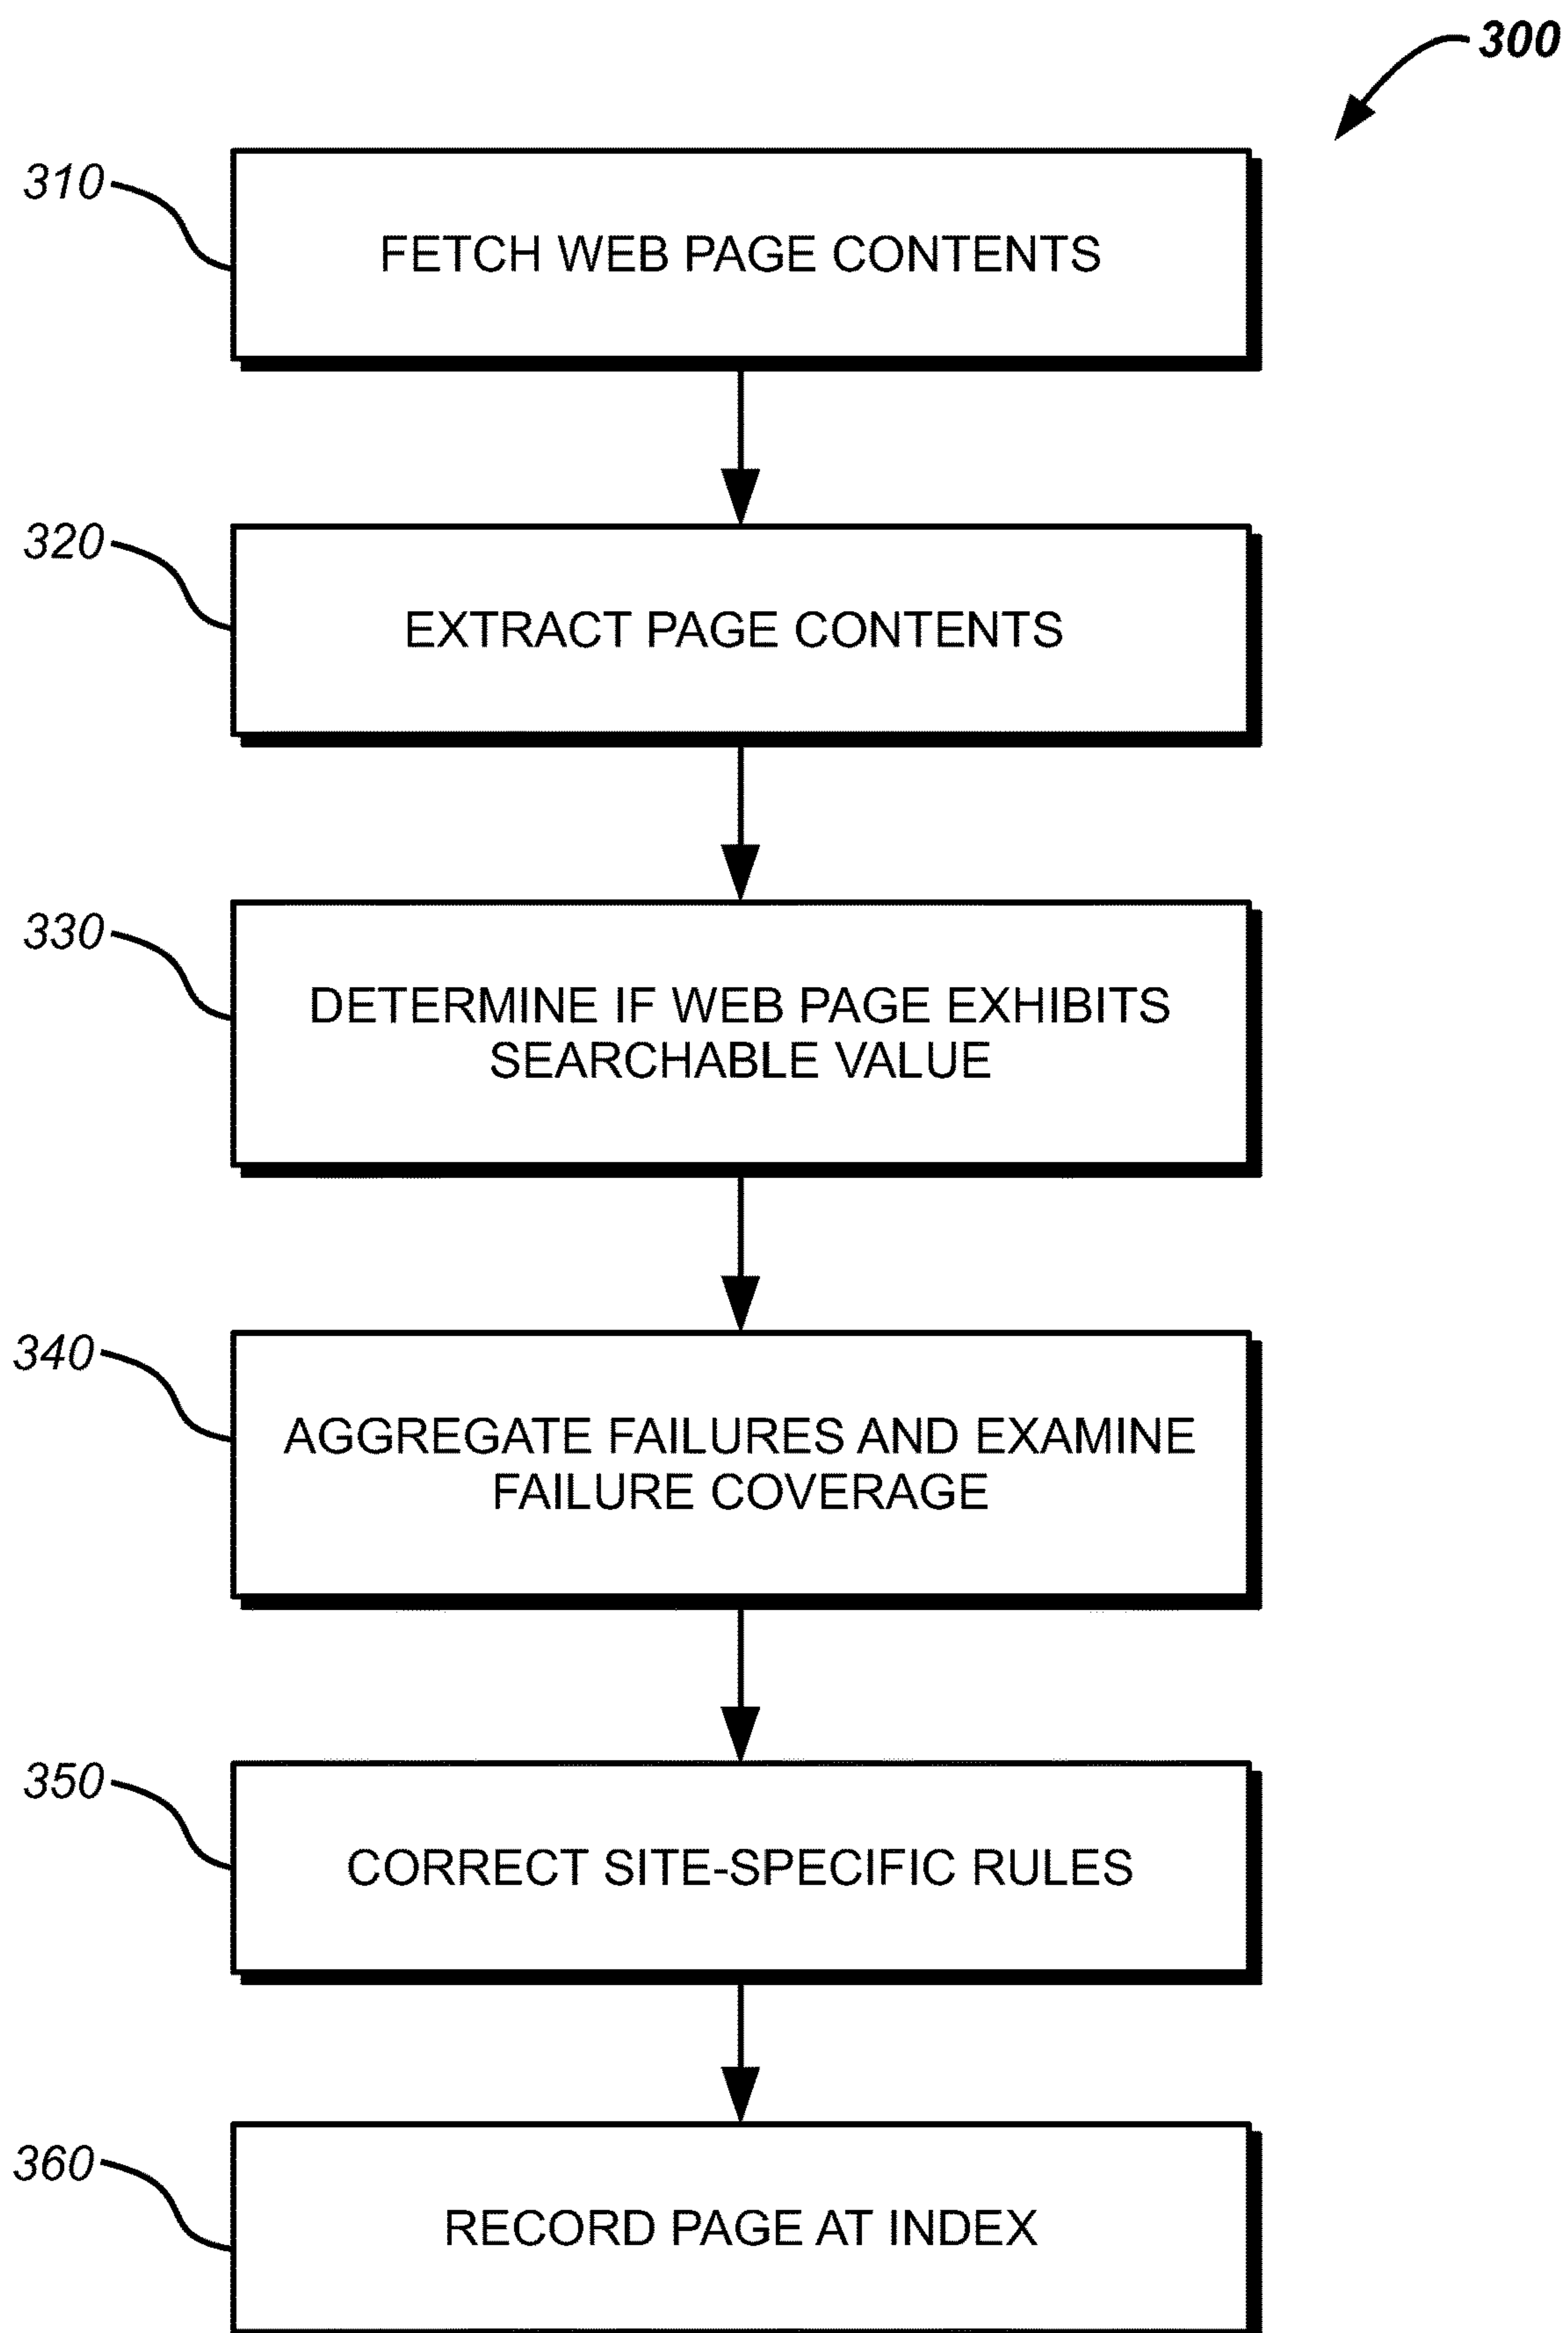 300
310
FETCH WEB PAGE CONTENTS
320
EXTRACT PAGE CONTENTS
330
DETERMINE IF WEB PAGE EXHIBITS
SEARCHABLE VALUE
340
AGGREGATE FAILURES AND EXAMINE
FAILURE COVERAGE
350
CORRECT SITE-SPECIFIC RULES
360
RECORD PAGE AT INDEX